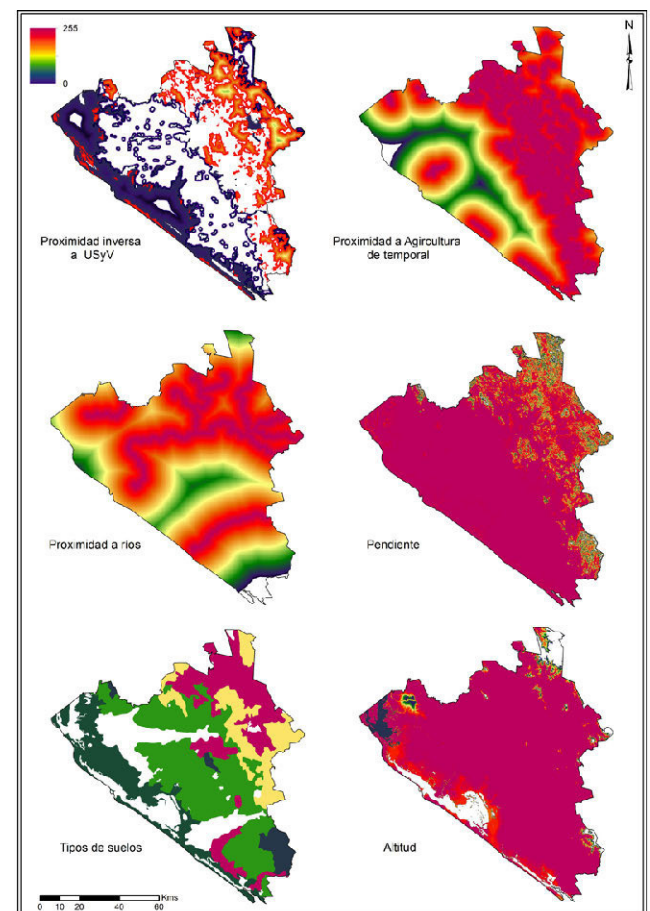 255
0
N
Proximidad inversa
a USyV
Proximidad a Agircultura
de temporal
Proximidad a ríos
Pendiente
Tipos de suelos
Altitud
Kms
0 10 20 40 60